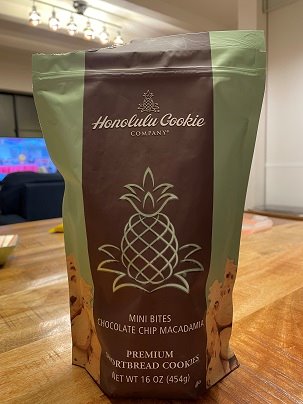 Honolulu Cookie
COMPANY®
MINI BITES
CHOCOLATE CHIP MACADAMIA
PREMIUM
SHORTBREAD COOKIES
NET WT 16 OZ (454g)